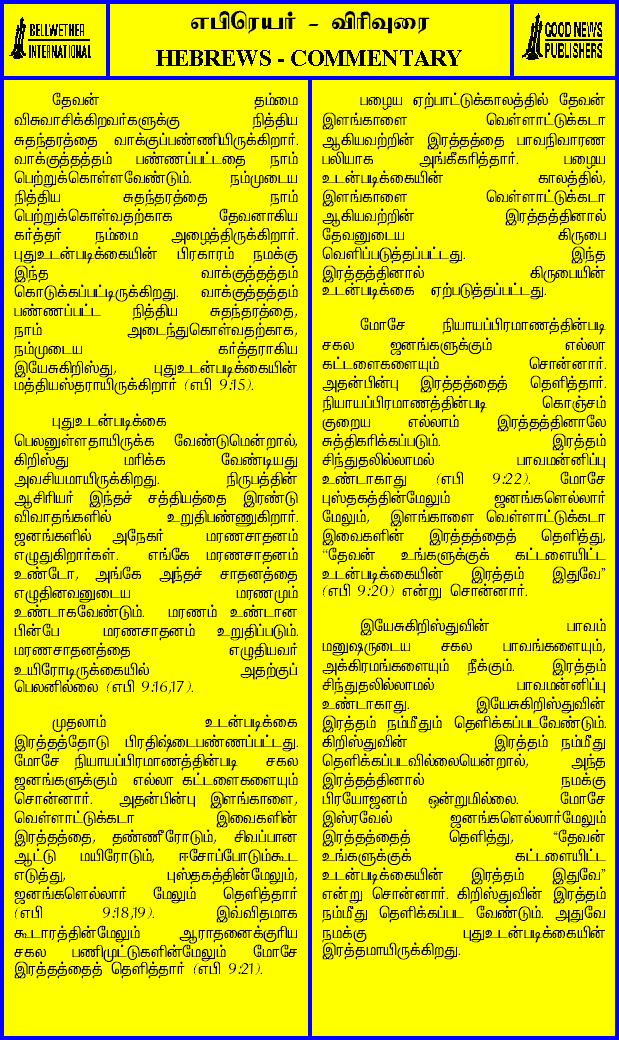 BELLWETHER
INTERNATIONAL
எபிரெயர் - விரிவுரை
HEBREWS - COMMENTARY
GOOD NEWS
PUBLISHERS
தேவன் தம்மை
விசுவாசிக்கிறவர்களுக்கு நித்திய
சுதந்தரத்தை வாக்குப்பண்ணியிருக்கிறார்.
வாக்குத்தத்தம் பண்ணப்பட்டதை நாம்
பெற்றுக்கொள்ளவேண்டும். நம்முடைய
நித்திய சுதந்தரத்தை நாம்
பெற்றுக்கொள்வதற்காக தேவனாகிய
கர்த்தர் நம்மை அழைத்திருக்கிறார்.
புதுஉடன்படிக்கையின் பிரகாரம் நமக்கு
இந்த வாக்குத்தத்தம்
கொடுக்கப்பட்டிருக்கிறது. வாக்குத்தத்தம்
பண்ணப்பட்ட நித்திய சுதந்தரத்தை,
நாம் அடைந்துகொள்வதற்காக,
நம்முடைய கர்த்தராகிய
இயேசுகிறிஸ்து, புதுஉடன்படிக்கையின்
மத்தியஸ்தராயிருக்கிறார் (எபி 9:15).
புதுஉடன்படிக்கை
பெலனுள்ளதாயிருக்க வேண்டுமென்றால்,
கிறிஸ்து மரிக்க வேண்டியது
அவசியமாயிருக்கிறது. நிருபத்தின்
ஆசிரியர் இந்தச் சத்தியத்தை இரண்டு
விவாதங்களில் உறுதிபண்ணுகிறார்.
ஜனங்களில் அநேகர் மரணசாதனம்
எழுதுகிறார்கள். எங்கே மரணசாதனம்
உண்டோ, அங்கே அந்தச் சாதனத்தை
எழுதினவனுடைய மரணமும்
உண்டாகவேண்டும். மரணம் உண்டான
பின்பே மரணசாதனம் உறுதிப்படும்.
மரணசாதனத்தை எழுதியவர்
உயிரோடிருக்கையில் அதற்குப்
பெலனில்லை (எபி 9:16,17).
முதலாம் உடன்படிக்கை
இரத்தத்தோடு பிரதிஷ்டைபண்ணப்பட்டது.
மோசே நியாயப்பிரமாணத்தின்படி சகல
ஜனங்களுக்கும் எல்லா கட்டளைகளையும்
சொன்னார். அதன்பின்பு இளங்காளை,
வெள்ளாட்டுக்கடா இவைகளின்
இரத்தத்தை, தண்ணீரோடும், சிவப்பான
ஆட்டு மயிரோடும், ஈசோப்போடும்கூட
எடுத்து, புஸ்தகத்தின்மேலும்,
ஜனங்களெல்லார் மேலும் தெளித்தார்
(எபி 9:18,19). இவ்விதமாக
கூடாரத்தின்மேலும் ஆராதனைக்குரிய
சகல பணிமுட்டுகளின்மேலும் மோசே
இரத்தத்தைத் தெளித்தார் (எபி 9:21).
பழைய ஏற்பாட்டுக்காலத்தில் தேவன்
இளங்காளை வெள்ளாட்டுக்கடா
ஆகியவற்றின் இரத்தத்தை பாவநிவாரண
பலியாக அங்கீகரித்தார். பழைய
உடன்படிக்கையின் காலத்தில்,
இளங்காளை வெள்ளாட்டுக்கடா
ஆகியவற்றின் இரத்தத்தினால்
தேவனுடைய கிருபை
வெளிப்படுத்தப்பட்டது. இந்த
இரத்தத்தினால் கிருபையின்
உடன்படிக்கை ஏற்படுத்தப்பட்டது.
மோசே நியாயப்பிரமாணத்தின்படி
சகல ஜனங்களுக்கும் எல்லா
கட்டளைகளையும் சொன்னார்.
அதன்பின்பு இரத்தத்தைத் தெளித்தார்.
நியாயப்பிரமாணத்தின்படி கொஞ்சம்
குறைய எல்லாம் இரத்தத்தினாலே
சுத்திகரிக்கப்படும். இரத்தம்
சிந்துதலில்லாமல் பாவமன்னிப்பு
உண்டாகாது (எபி 9:22). மோசே
புஸ்தகத்தின்மேலும் ஜனங்களெல்லார்
மேலும், இளங்காளை வெள்ளாட்டுக்கடா
இவைகளின் இரத்தத்தைத் தெளித்து,
“தேவன் உங்களுக்குக் கட்டளையிட்ட
உடன்படிக்கையின் இரத்தம் இதுவே”
(எபி 9:20) என்று சொன்னார்.
இயேசுகிறிஸ்துவின் பாவம்
மனுஷருடைய சகல பாவங்களையும்,
அக்கிரமங்களையும் நீக்கும். இரத்தம்
சிந்துதலில்லாமல் பாவமன்னிப்பு
உண்டாகாது. இயேசுகிறிஸ்துவின்
இரத்தம் நம்மீதும் தெளிக்கப்படவேண்டும்.
கிறிஸ்துவின் இரத்தம் நம்மீது
தெளிக்கப்படவில்லையென்றால், அந்த
இரத்தத்தினால் நமக்கு
பிரயோஜனம் ஒன்றுமில்லை. மோசே
இஸ்ரவேல் ஜனங்களெல்லார்மேலும்
இரத்தத்தைத் தெளித்து, “தேவன்
உங்களுக்குக் கட்டளையிட்ட
உடன்படிக்கையின் இரத்தம் இதுவே”
என்று சொன்னார். கிறிஸ்துவின் இரத்தம்
நம்மீது தெளிக்கப்பட வேண்டும். அதுவே
நமக்கு புதுஉடன்படிக்கையின்
இரத்தமாயிருக்கிறது.